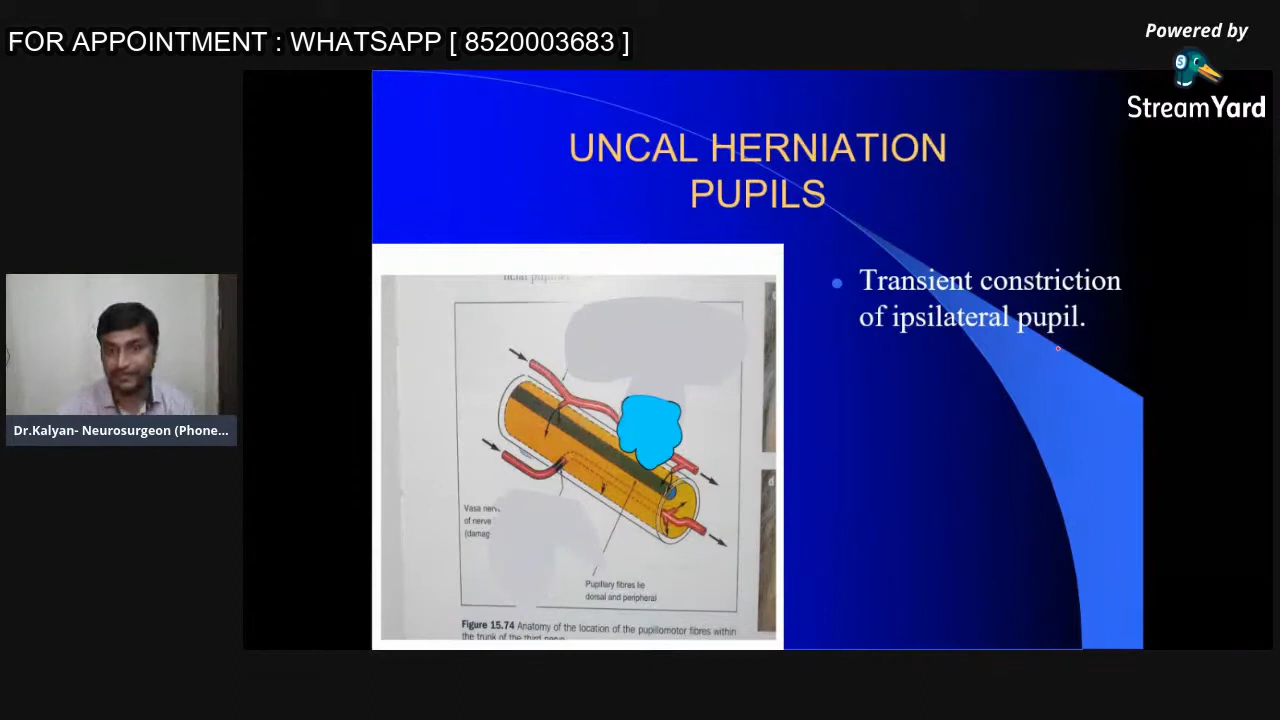 FOR APPOINTMENT : WHATSAPP [ 8520003683 ]
Powered by
StreamYard
UNCAL HERNIATION
PUPILS
Transient constriction
of ipsilateral pupil.
Dr.Kalyan- Neurosurgeon (Phone...
Vasa
of nerve
Pupillary fibres lie
dorsal and peripheral
Figure 15.74 Anatomy of the location of the pupillomotor fibres within
the trunk of the third nerve